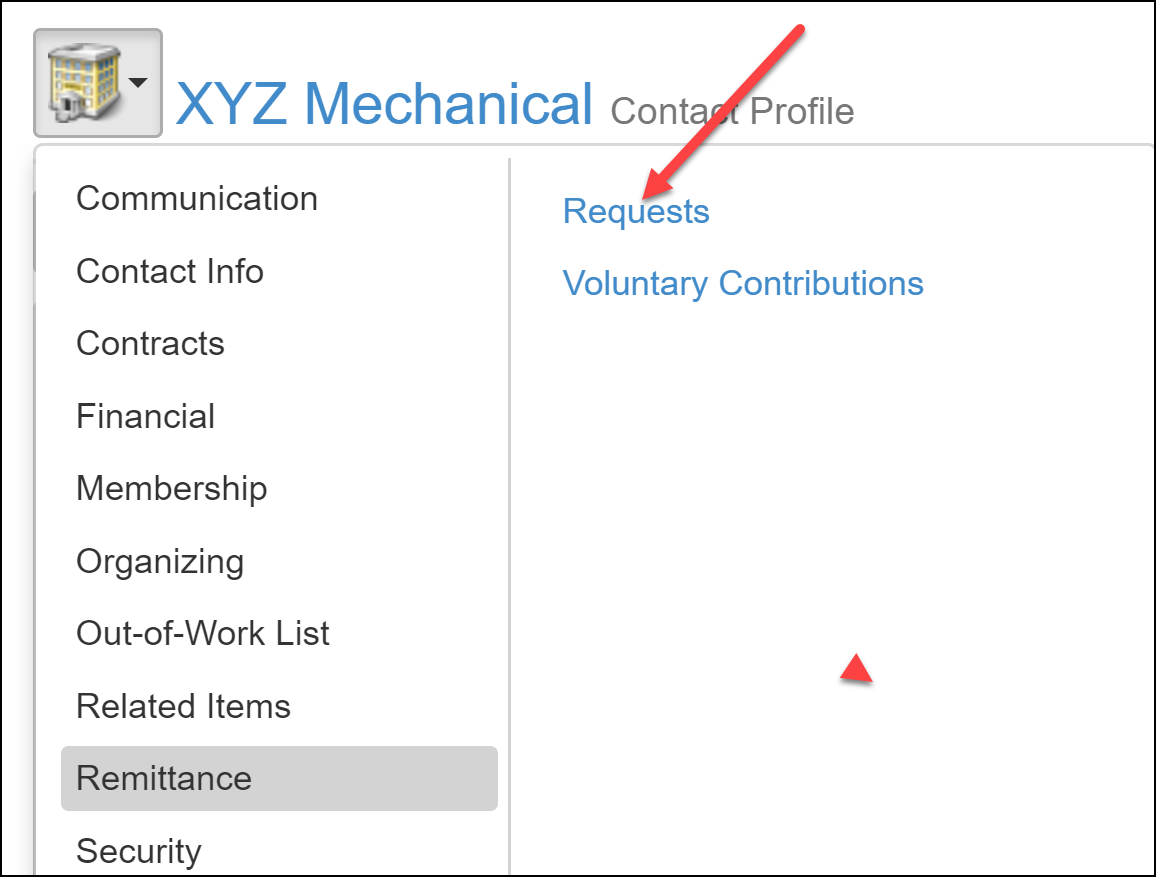 XYZ Mechanical Contact Profile
Communication
Contact Info
Contracts
Financial
Membership
Organizing
Out-of-Work List
Related Items
Remittance
Security
Requests
Voluntary Contributions